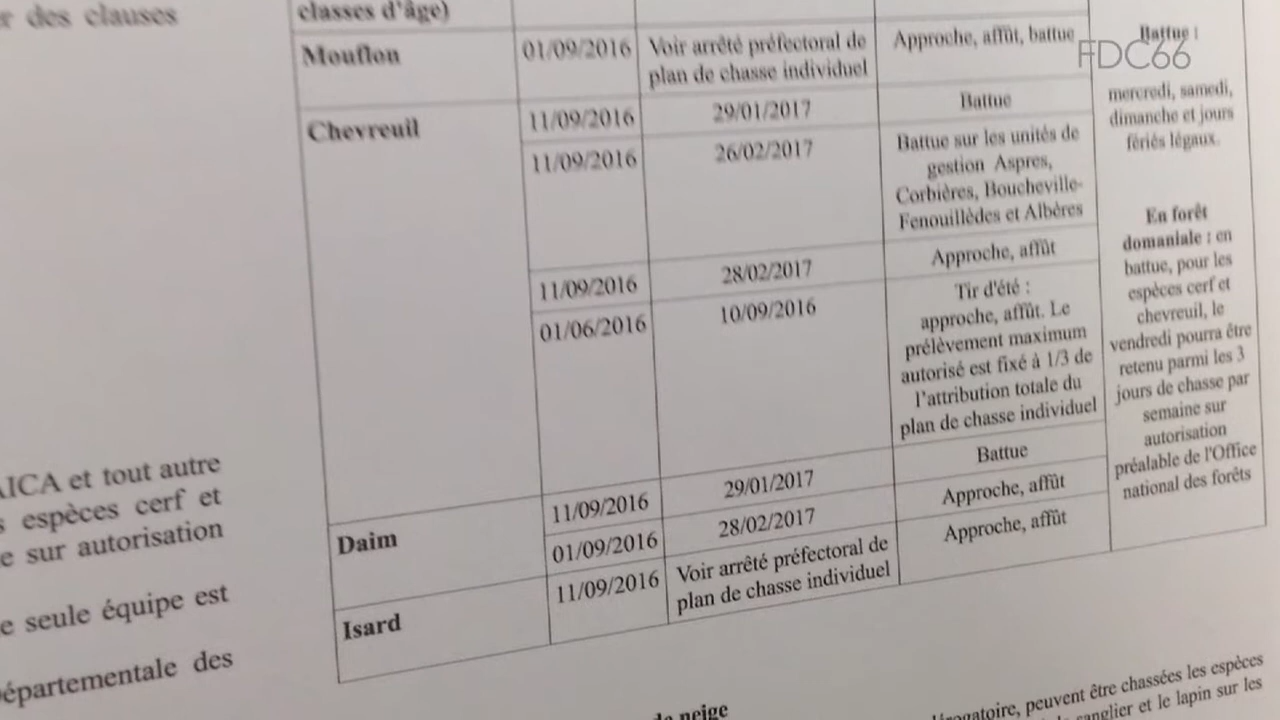 r des clauses
AICA et tout autre
s espèces cerf et
e sur autorisation
e seule équipe est
épartementale des
classes d'âge)
Mouflon
01/09/2016
Voir arrêté préfectoral de
plan de chasse individuel
Approche, affût, battue
Chevreuil
11/09/2016
29/01/2017
Battue
11/09/2016
26/02/2017
Battue sur les unités de
gestion Aspres,
Corbières, Boucheville-
Fenouillèdes et Albères
11/09/2016
28/02/2017
Approche, affût
01/06/2016
10/09/2016
Tir d'été :
approche, affût. Le
prélèvement maximum
autorisé est fixé à 1/3 de
l'attribution totale du
plan de chasse individuel
Daim
11/09/2016
29/01/2017
Battue
01/09/2016
28/02/2017
Approche, affût
Isard
11/09/2016
Voir arrêté préfectoral de
plan de chasse individuel
Approche, affût
Battue :
mercredi, samedi,
dimanche et jours
fériés légaux.
En forêt
domaniale : en
battue, pour les
espèces cerf et
chevreuil, le
vendredi pourra être
retenu parmi les 3
jours de chasse par
semaine sur
autorisation
préalable de l'Office
national des forêts
FDC66
neige
peuvent être chassées les espèces
sanglier et le lapin sur les